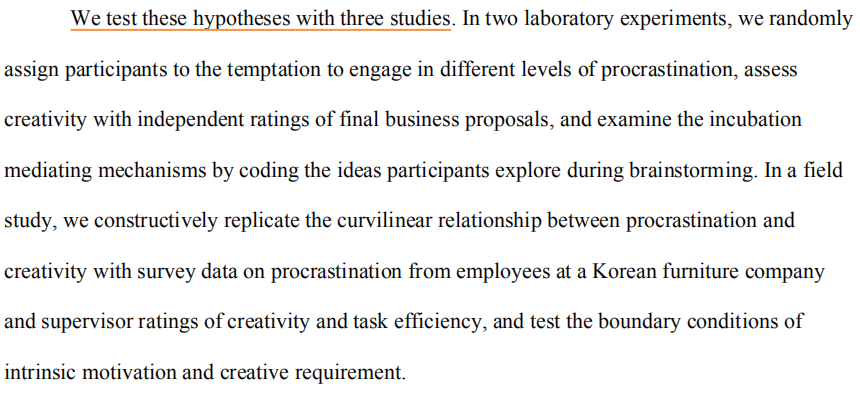 We test these hypotheses with three studies. In two laboratory experiments, we randomly
assign participants to the temptation to engage in different levels of procrastination, assess
creativity with independent ratings of final business proposals, and examine the incubation
mediating mechanisms by coding the ideas participants explore during brainstorming. In a field
study, we constructively replicate the curvilinear relationship between procrastination and
creativity with survey data on procrastination from employees at a Korean furniture company
and supervisor ratings of creativity and task efficiency, and test the boundary conditions of
intrinsic motivation and creative requirement.